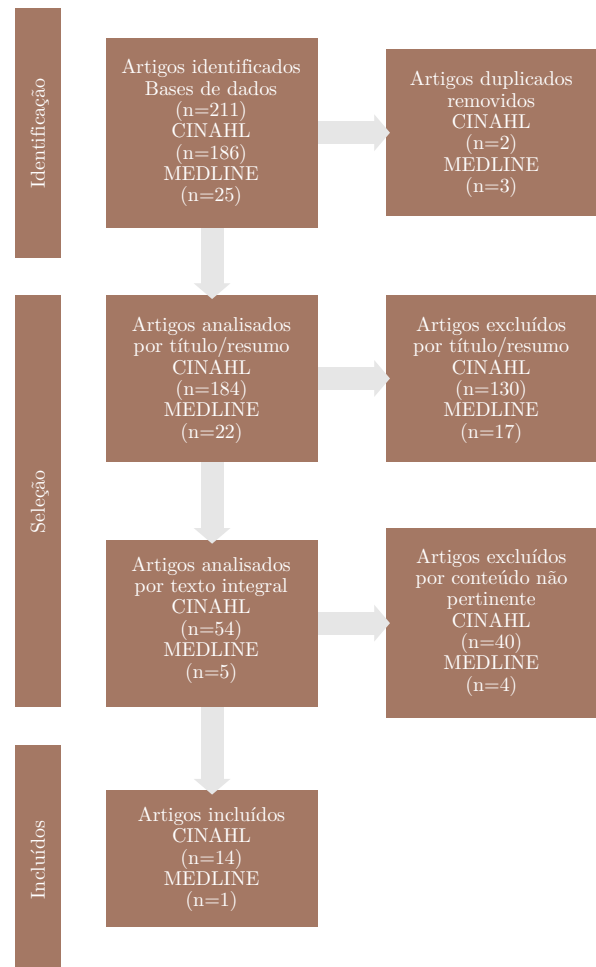 Identificação
Artigos identificados
Bases de dados
(n=211)
CINAHL
(n=186)
MEDLINE
(n=25)
Artigos duplicados
removidos
CINAHL
(n=2)
MEDLINE
(n=3)
Seleção
Artigos analisados
por título/resumo
CINAHL
(n=184)
MEDLINE
(n=22)
Artigos excluídos
por título/resumo
CINAHL
(n=130)
MEDLINE
(n=17)
Artigos analisados
por texto integral
CINAHL
(n=54)
MEDLINE
(n=5)
Artigos excluídos
por conteúdo não
pertinente
CINAHL
(n=40)
MEDLINE
(n=4)
Incluídos
Artigos incluídos
CINAHL
(n=14)
MEDLINE
(n=1)